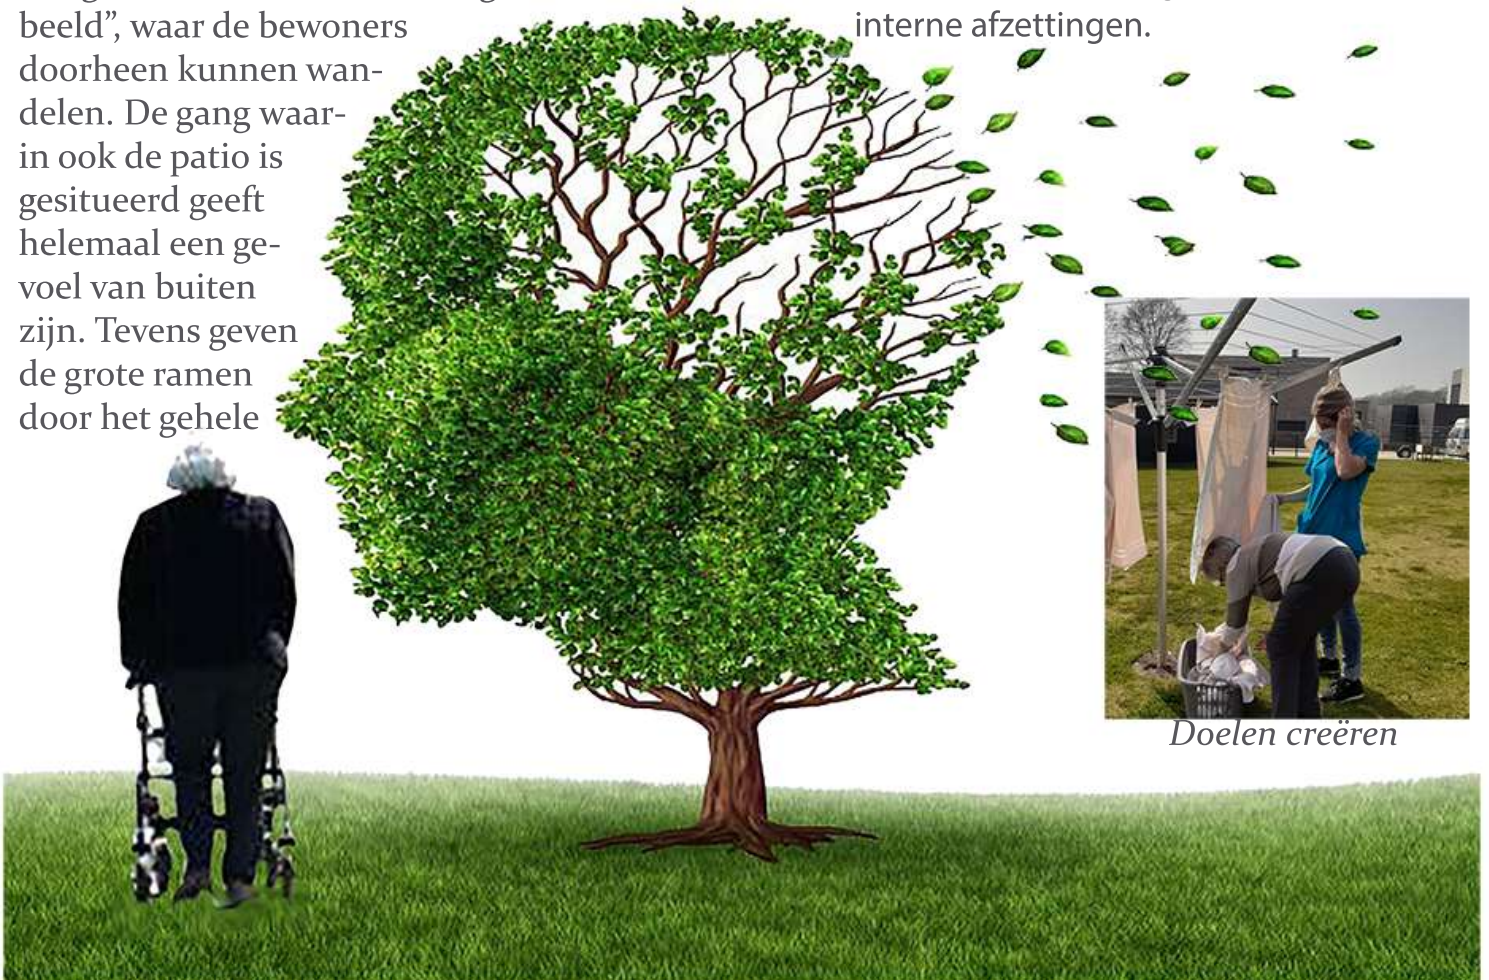 beeld”, waar de bewoners
doorheen kunnen wan-
delen. De gang waar-
in ook de patio is
gesitueerd geeft
helemaal een ge-
voel van buiten
zijn. Tevens geven
de grote ramen
door het gehele
interne afzettingen.
Doelen creëren